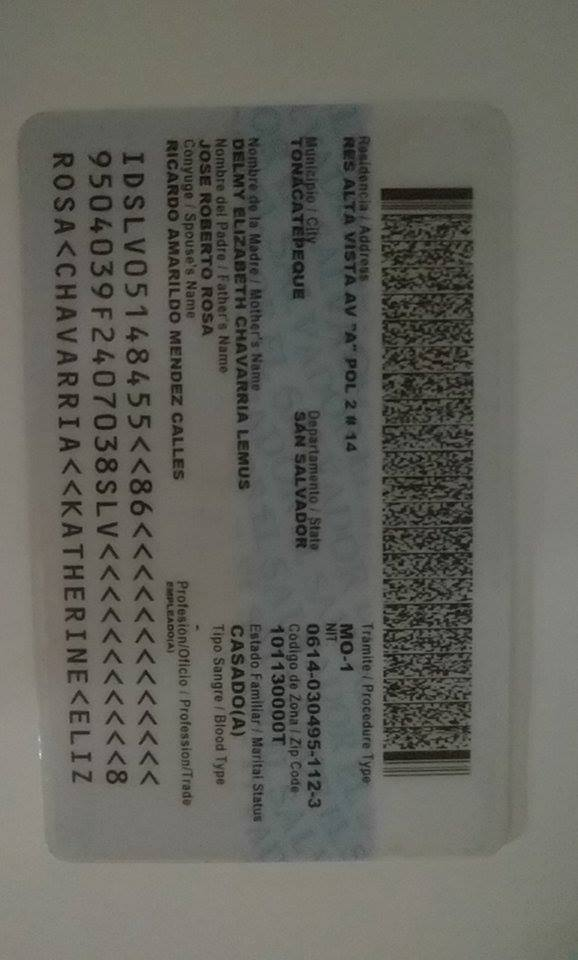 Residencia / Address
RES ALTA VISTA AV "A" POL 2 # 14
Trámite / Procedure Type
MO-1
Municipio / City
TONACATEPEQUE
Departamento / State
SAN SALVADOR
NIT
0614-030495-112-3
Código de Zona / Zip Code
101130000T
Nombre de la Madre / Mother's Name
DELMY ELIZABETH CHAVARRIA LEMUS
Estado Familiar / Marital Status
CASADO(A)
Nombre del Padre / Father's Name
JOSE ROBERTO ROSA
Tipo Sangre / Blood Type
-
Conyuge / Spouse's Name
RICARDO AMARILDO MENDEZ CALLES
Profesión/Oficio / Profession/Trade
EMPLEADO(A)
IDSLV05148455<<86<<<<<<<<<<<<<
9504039F2407038SLV<<<<<<<<<<<8
ROSA<CHAVARRIA<<KATHERINE<ELIZ